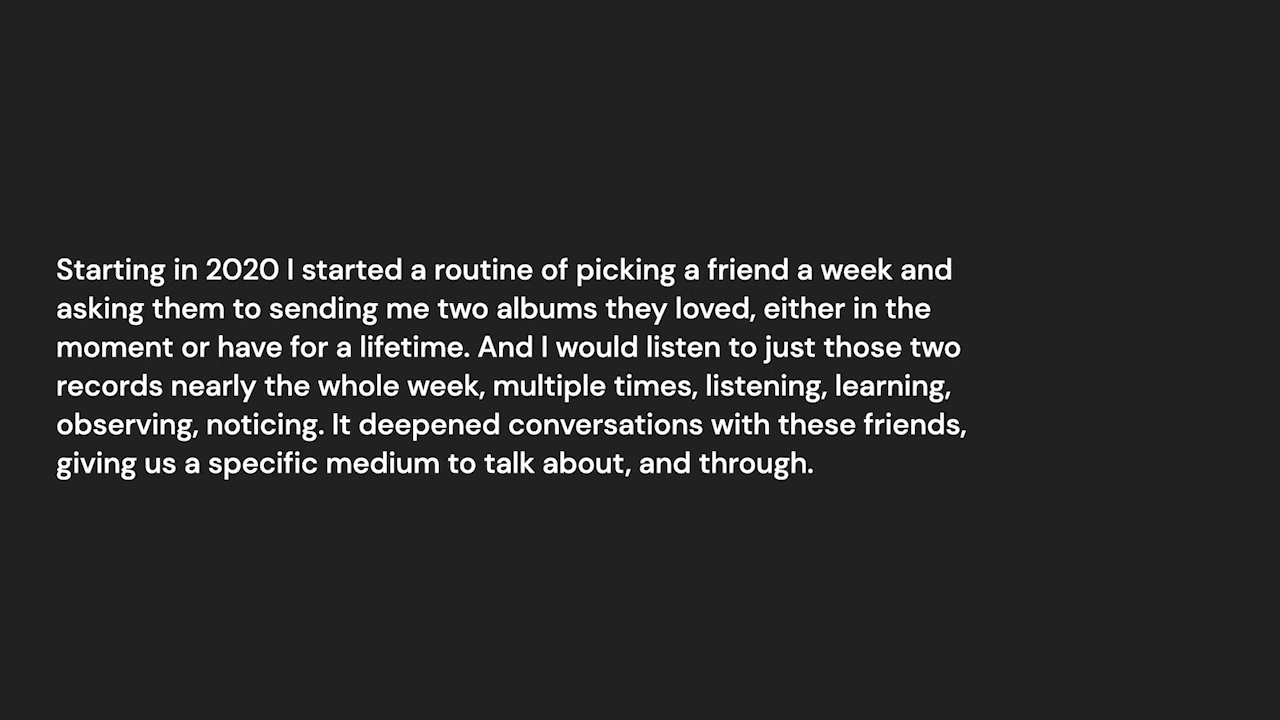 Starting in 2020 I started a routine of picking a friend a week and
asking them to sending me two albums they loved, either in the
moment or have for a lifetime. And I would listen to just those two
records nearly the whole week, multiple times, listening, learning,
observing, noticing. It deepened conversations with these friends,
giving us a specific medium to talk about, and through.